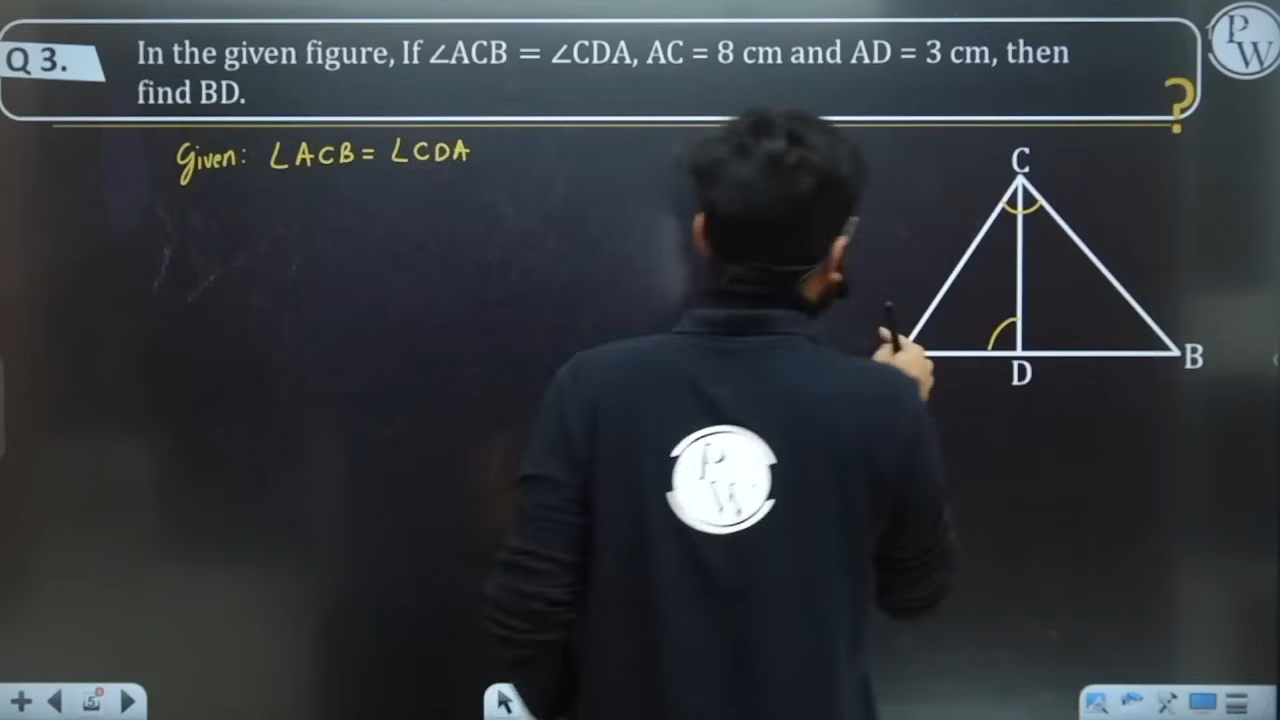 Q 3.
In the given figure, If ∠ACB = ∠CDA, AC = 8 cm and AD = 3 cm, then
find BD.
?
P
W
Given: ∠ACB = ∠CDA
C
D
B
P
W
5